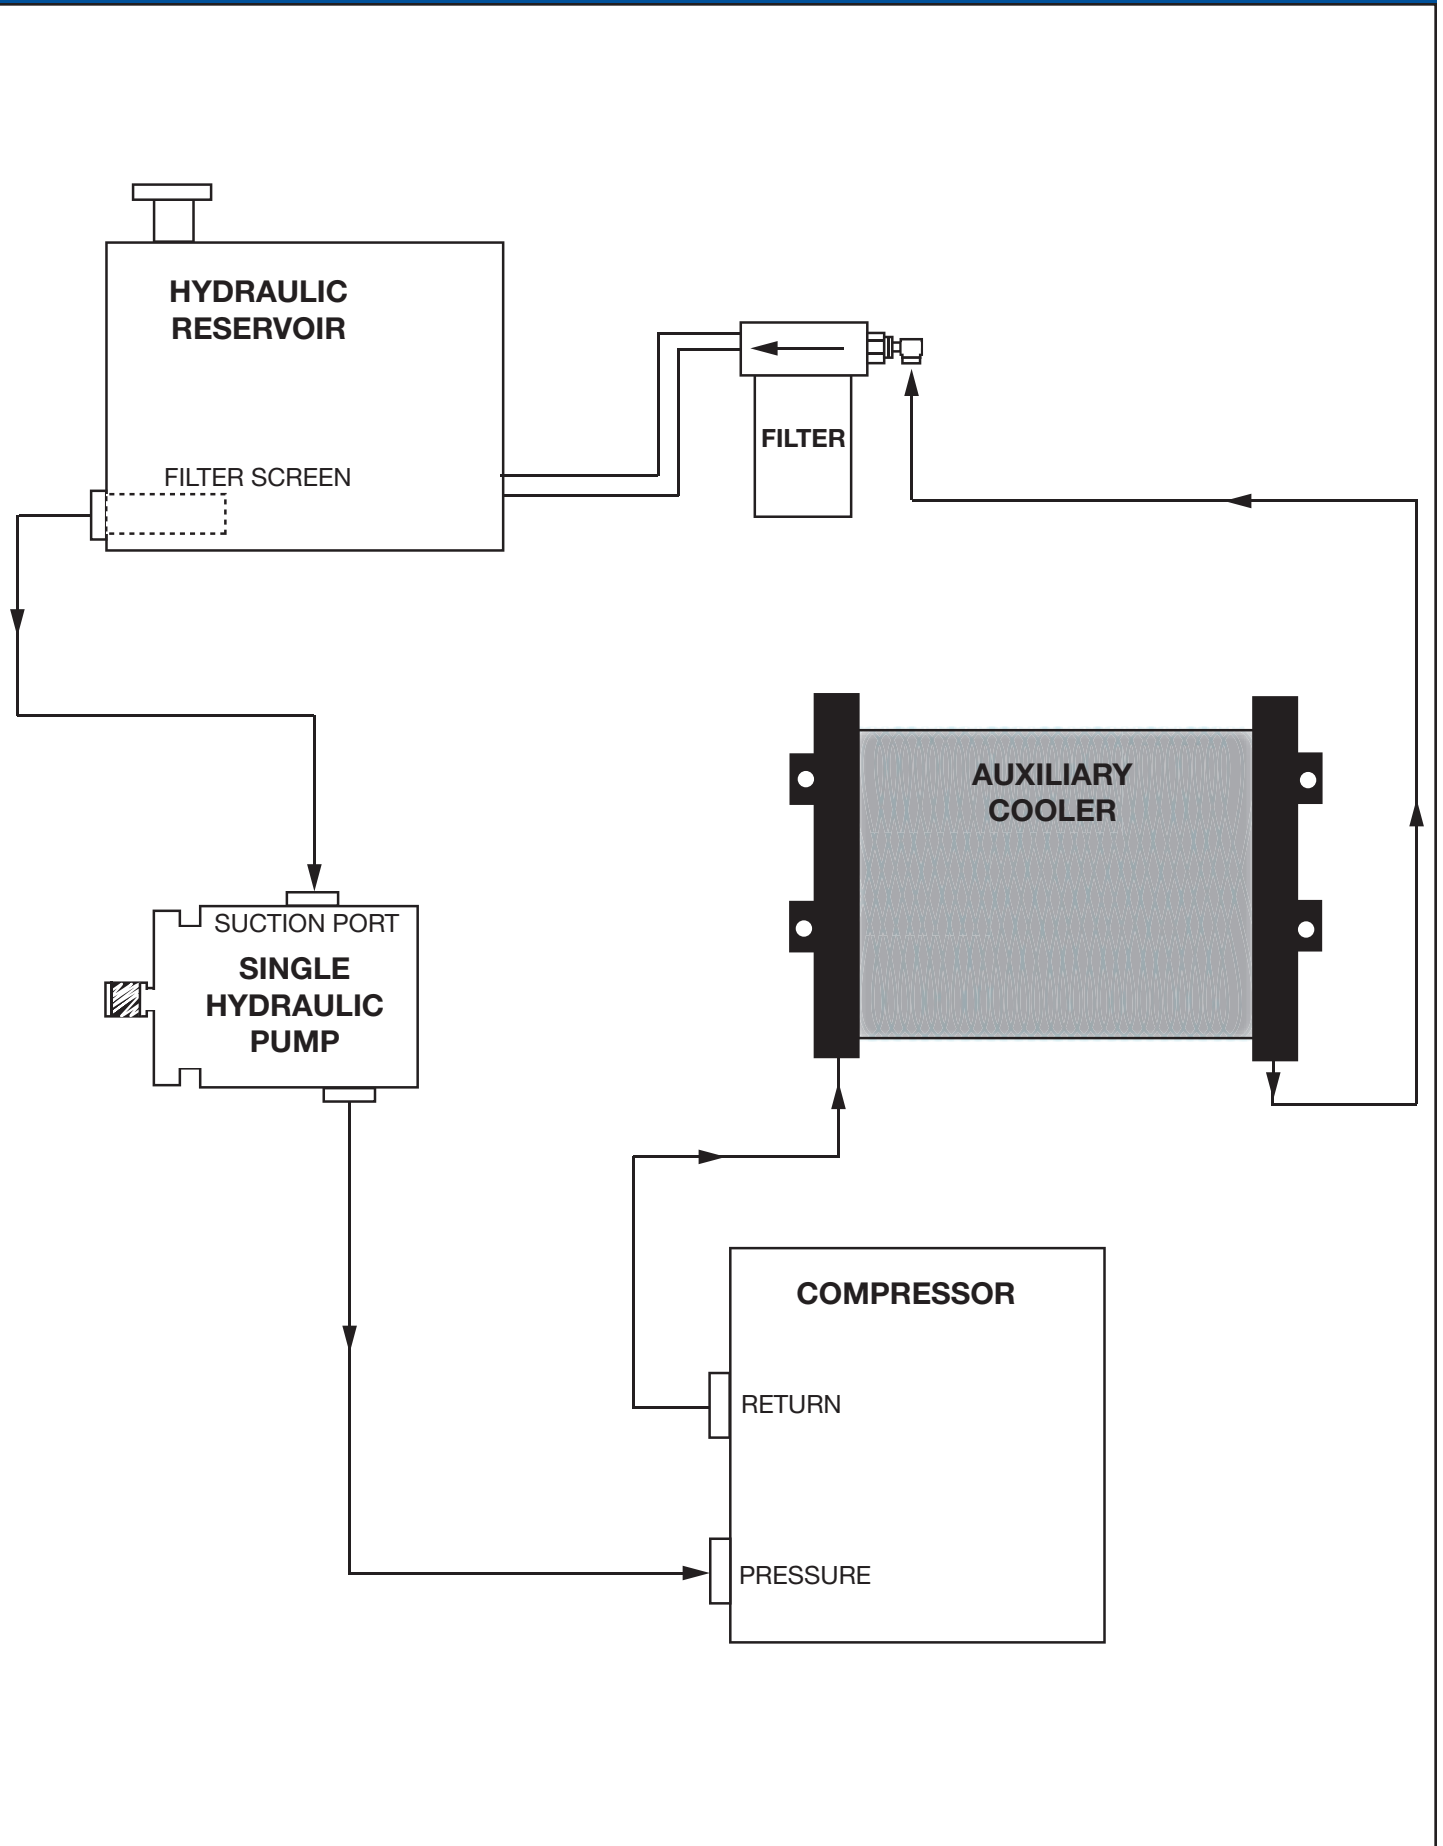 HYDRAULIC
RESERVOIR
FILTER SCREEN
FILTER
AUXILIARY
COOLER
SUCTION PORT
SINGLE
HYDRAULIC
PUMP
COMPRESSOR
RETURN
PRESSURE